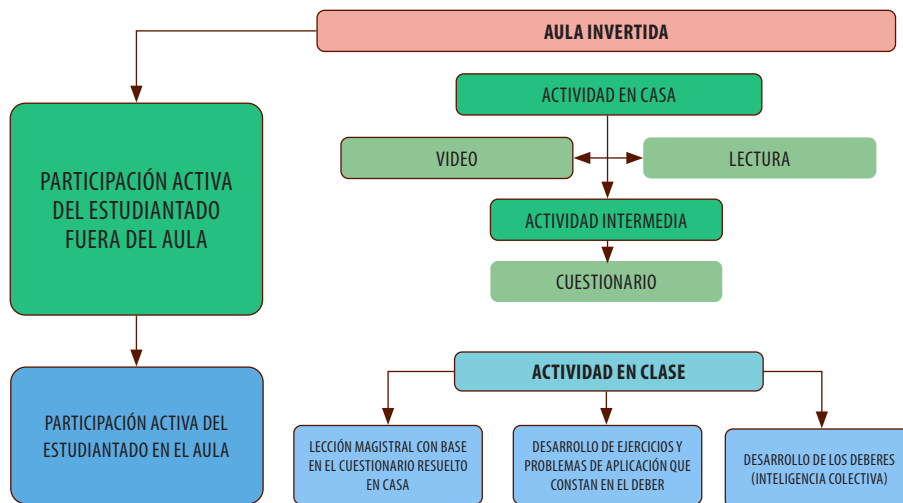 AULA INVERTIDA
ACTIVIDAD EN CASA
VIDEO
LECTURA
PARTICIPACIÓN ACTIVA
DEL ESTUDIANTADO
FUERA DEL AULA
ACTIVIDAD INTERMEDIA
CUESTIONARIO
ACTIVIDAD EN CLASE
PARTICIPACIÓN ACTIVA DEL
ESTUDIANTADO EN EL AULA
LECCIÓN MAGISTRAL CON BASE
EN EL CUESTIONARIO RESUELTO
EN CASA
DESARROLLO DE EJERCICIOS Y
PROBLEMAS DE APLICACIÓN QUE
CONSTAN EN EL DEBER
DESARROLLO DE LOS DEBERES
(INTELIGENCIA COLECTIVA)